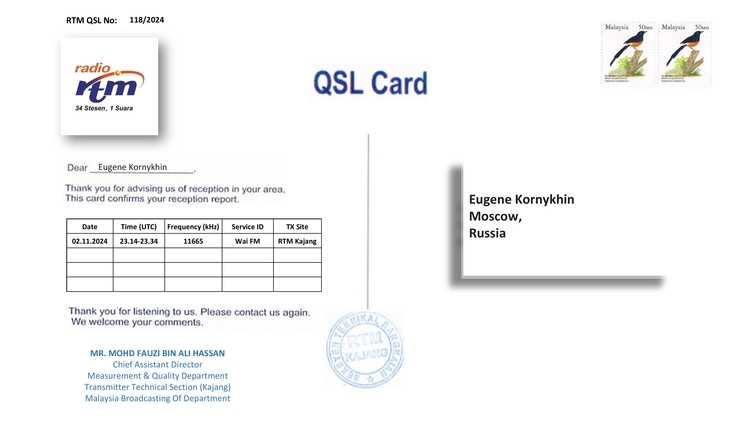 RTM QSL No: 118/2024
radio
rtm
34 Stesen, 1 Suara
QSL Card
Malaysia 50sen
Malaysia 50sen
Dear Eugene Kornykhin,
Thank you for advising us of reception in your area.
This card confirms your reception report.
Date Time (UTC) Frequency (kHz) Service ID TX Site
02.11.2024 23.14-23.34 11665 Wai FM RTM Kajang
Thank you for listening to us. Please contact us again.
We welcome your comments.
MR. MOHD FAUZI BIN ALI HASSAN
Chief Assistant Director
Measurement & Quality Department
Transmitter Technical Section (Kajang)
Malaysia Broadcasting Of Department
RTM
KAJANG
Eugene Kornykhin
Moscow,
Russia